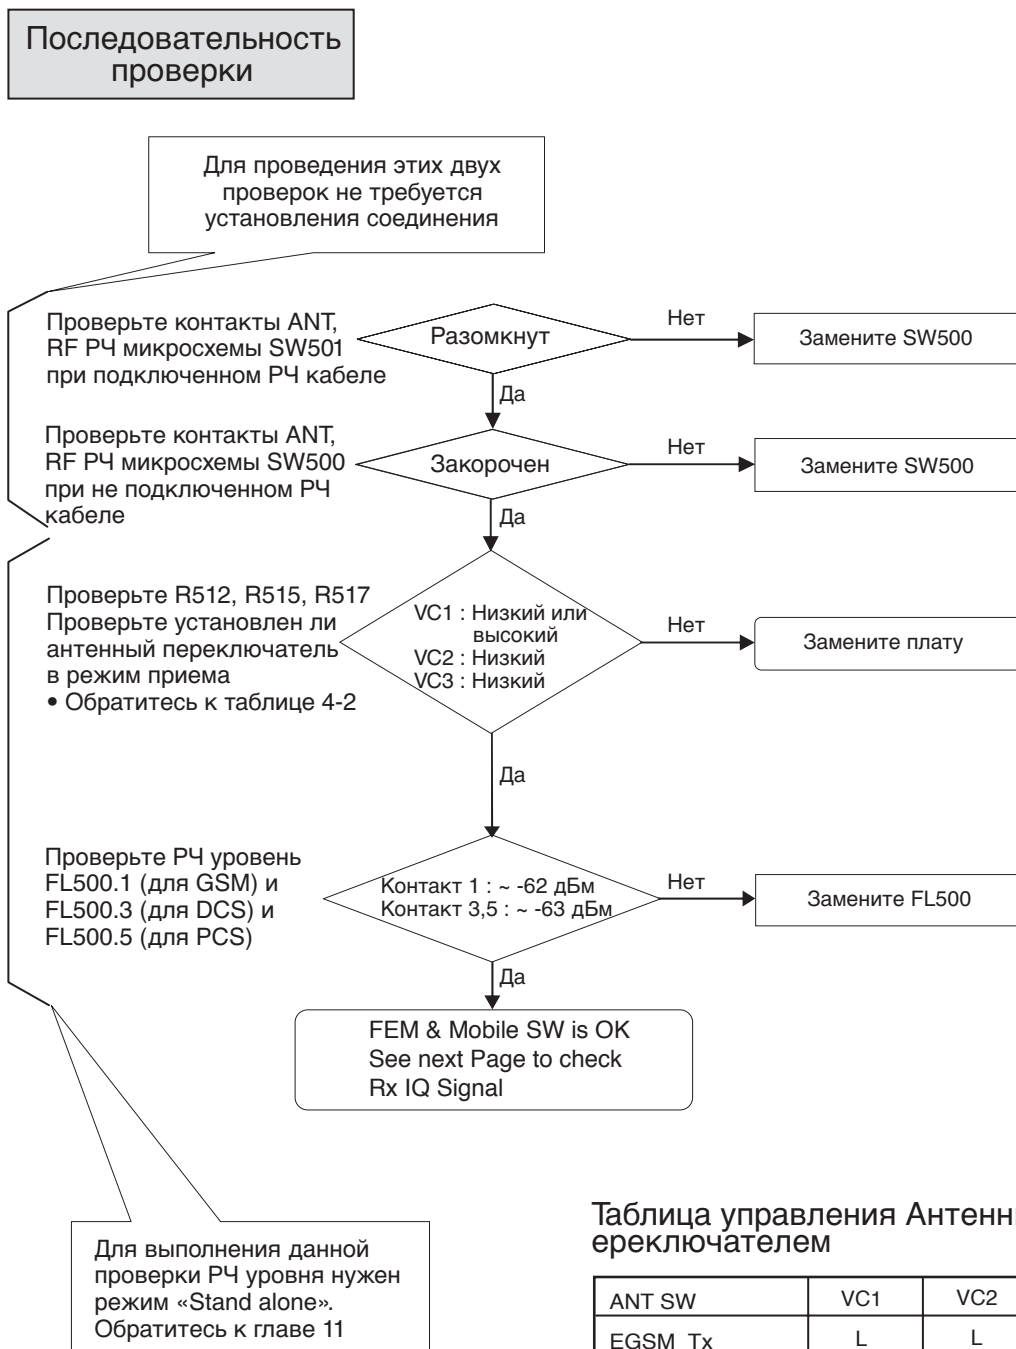 Последовательность
проверки
Для проведения этих двух
проверок не требуется
установления соединения
Проверьте контакты ANT,
RF РЧ микросхемы SW501
при подключенном РЧ кабеле
Разомкнут
Нет
Замените SW500
Да
Проверьте контакты ANT,
RF РЧ микросхемы SW500
при не подключенном РЧ
кабеле
Закорочен
Нет
Замените SW500
Да
Проверьте R512, R515, R517
Проверьте установлен ли
антенный переключатель
в режим приема
• Обратитесь к таблице 4-2
VC1 : Низкий или
высокий
VC2 : Низкий
VC3 : Низкий
Нет
Замените плату
Да
Проверьте РЧ уровень
FL500.1 (для GSM) и
FL500.3 (для DCS) и
FL500.5 (для PCS)
Контакт 1 : ~ -62 дБм
Контакт 3,5 : ~ -63 дБм
Нет
Замените FL500
Да
FEM & Mobile SW is OK
See next Page to check
Rx IQ Signal
Для выполнения данной
проверки РЧ уровня нужен
режим «Stand alone».
Обратитесь к главе 11
Таблица управления Антенн
ереключателем
ANT SW VC1 VC2
EGSM Tx L L